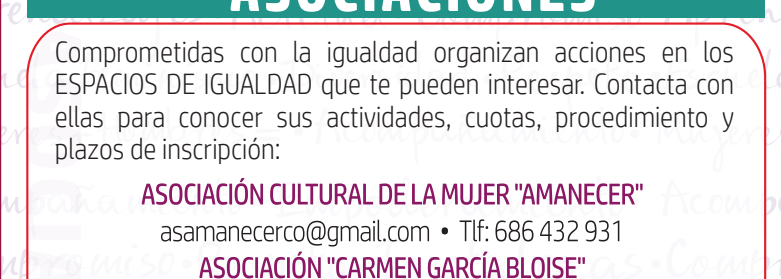 ASOCIACIONES
Comprometidas con la igualdad organizan acciones en los
ESPACIOS DE IGUALDAD que te pueden interesar. Contacta con
ellas para conocer sus actividades, cuotas, procedimiento y
plazos de inscripción:
ASOCIACIÓN CULTURAL DE LA MUJER "AMANECER"
asamanecerco@gmail.com • Tlf: 686 432 931
ASOCIACIÓN "CARMEN GARCÍA BLOISE"